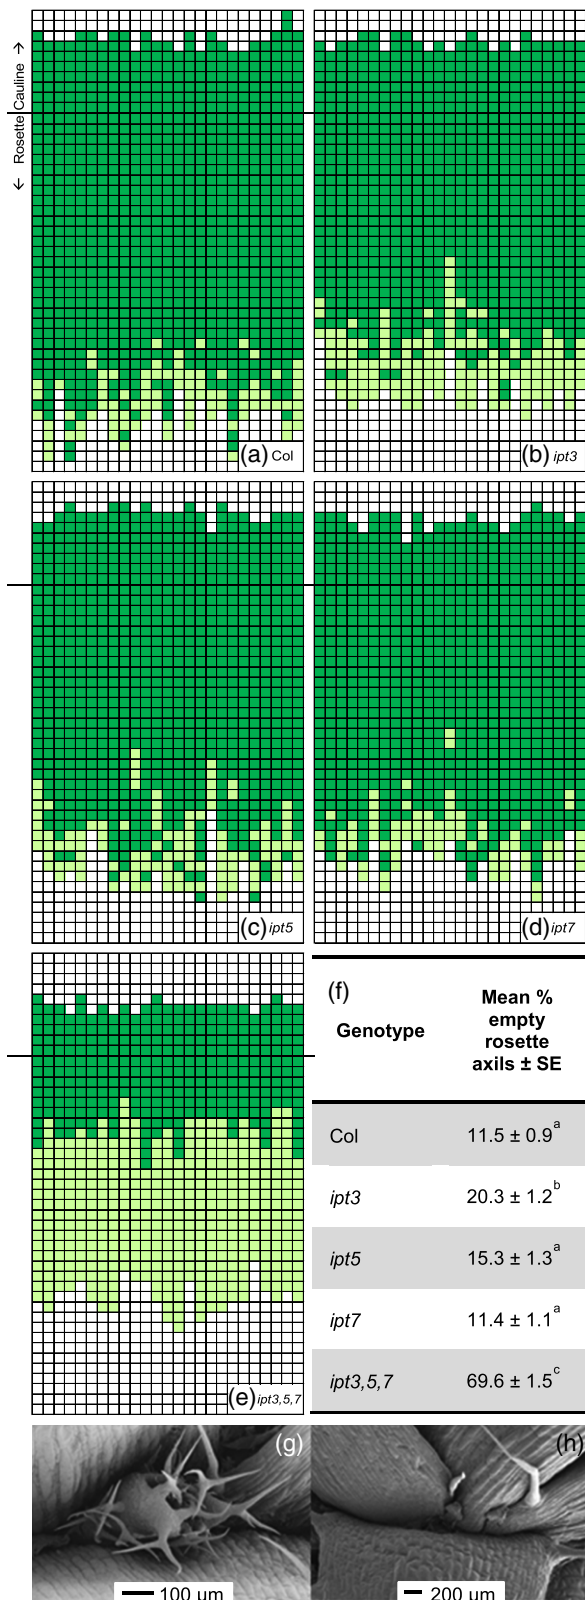 ← Rosette Cauline →
(a) Col
(b) ipt3
(c) ipt5
(d) ipt7
(e) ipt3,5,7
(f)
Genotype
Mean %
empty
rosette
axils ± SE
Col 11.5 ± 0.9a
ipt3 20.3 ± 1.2b
ipt5 15.3 ± 1.3a
ipt7 11.4 ± 1.1a
ipt3,5,7 69.6 ± 1.5c
(g)
(h)
100 µm
200 µm